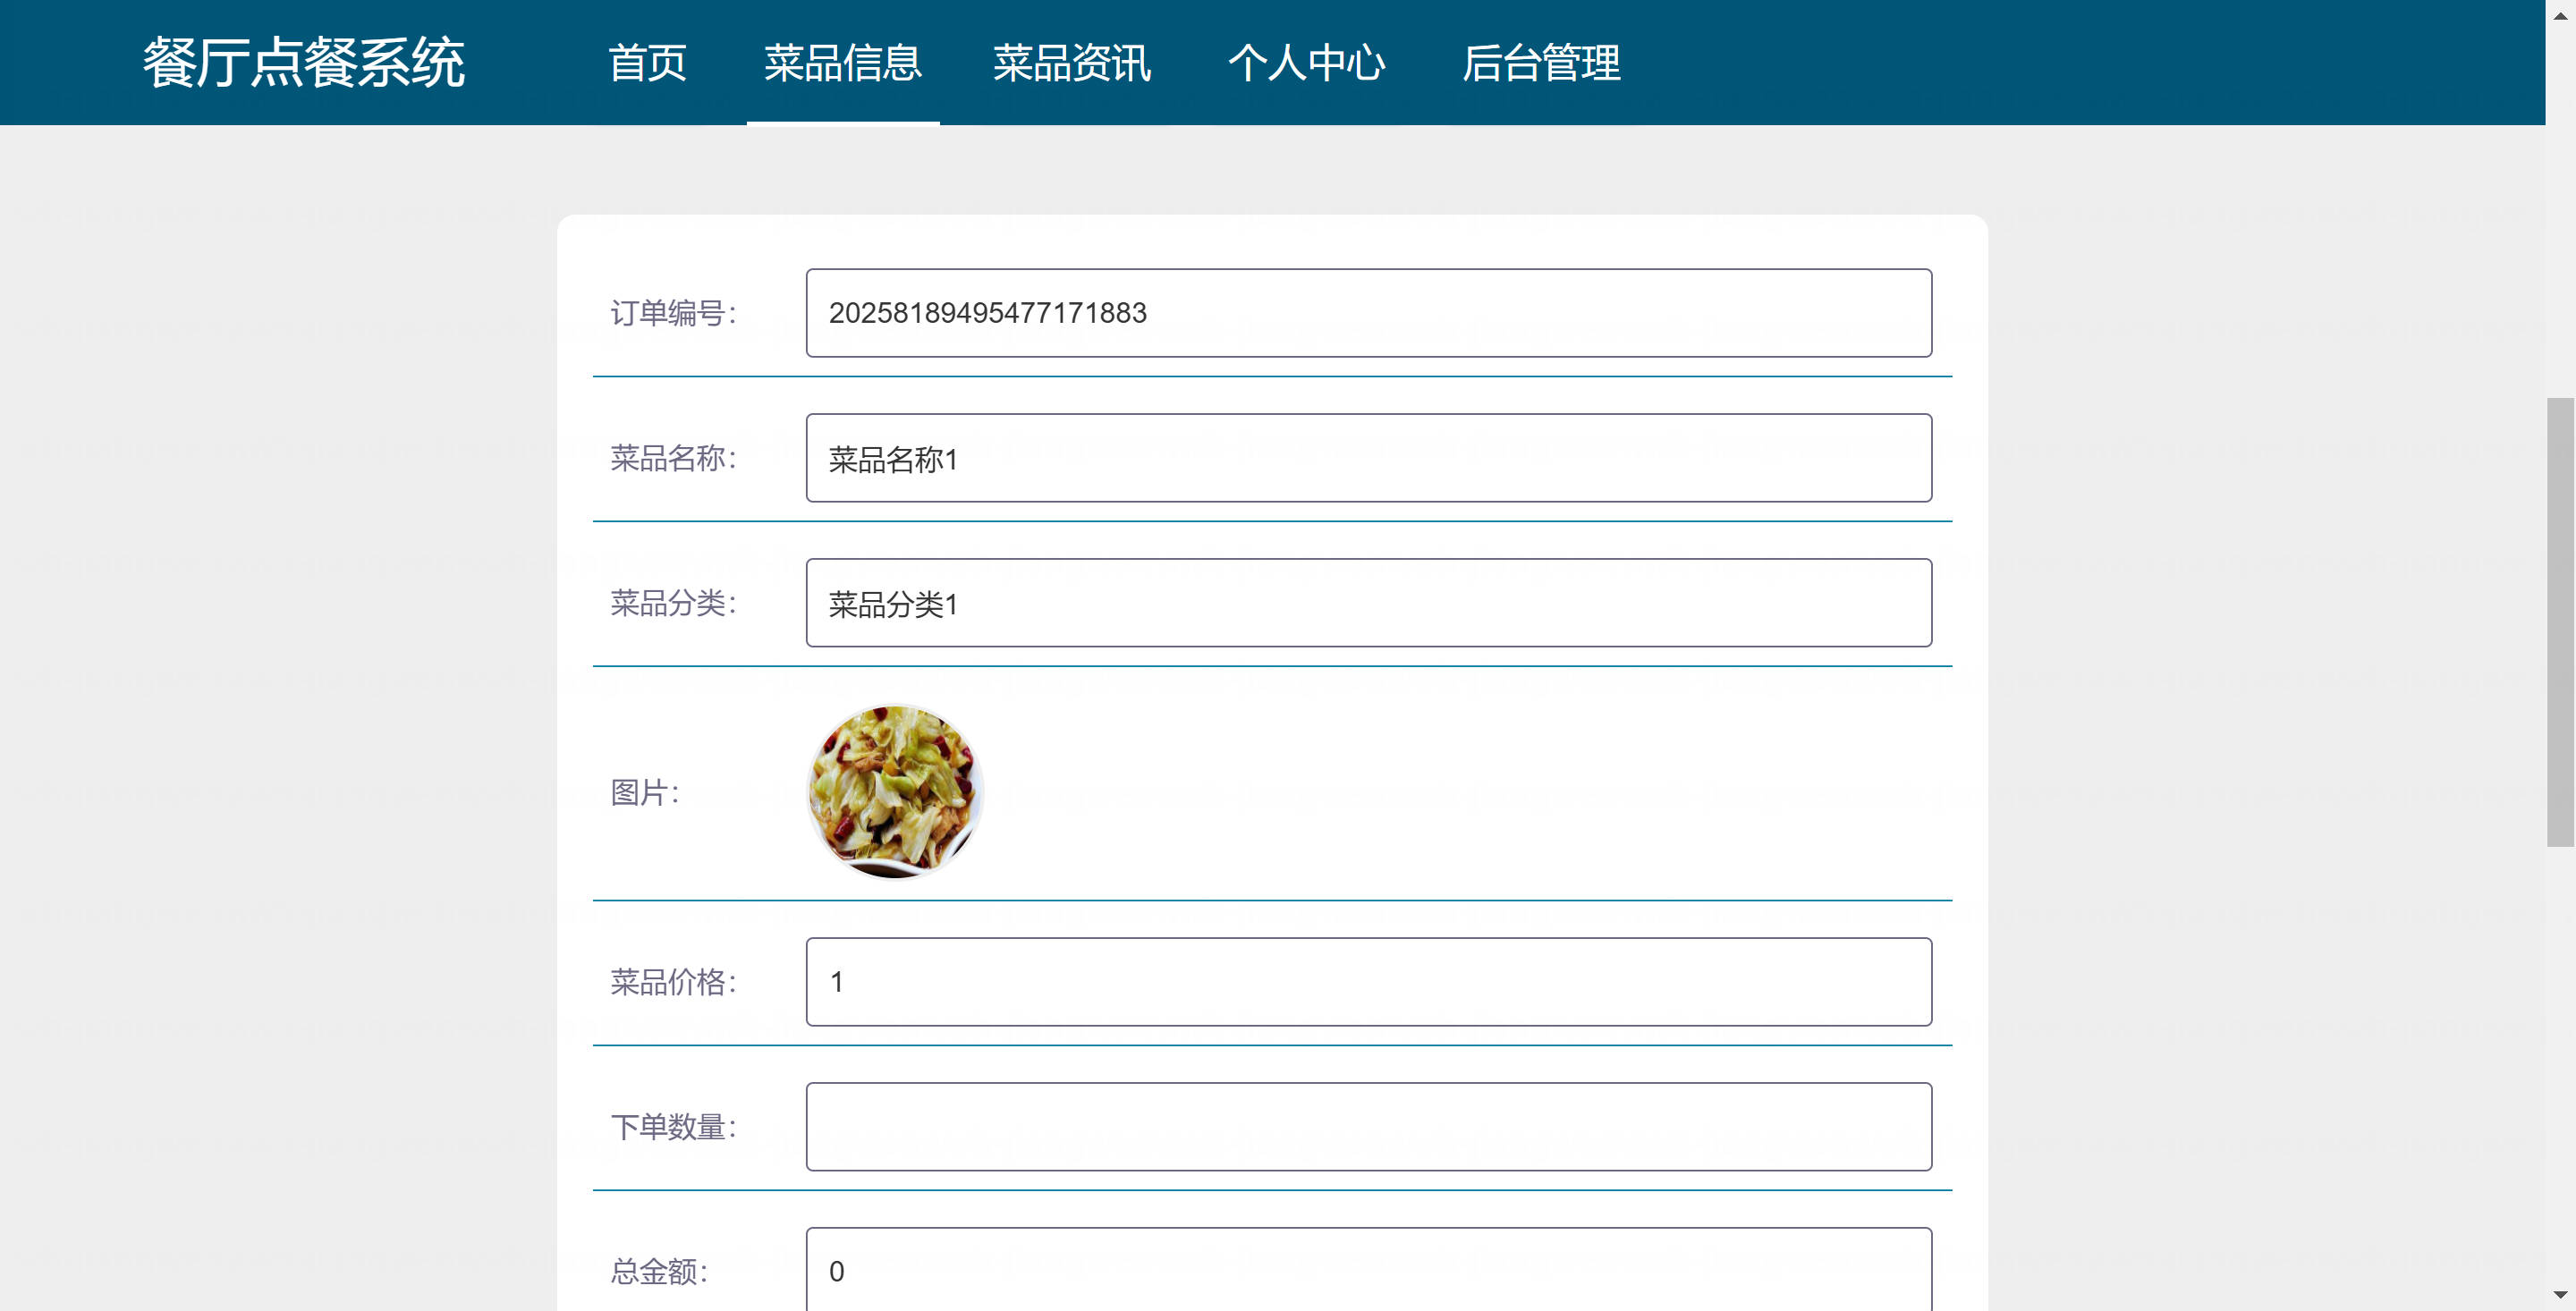 餐厅点餐系统 首页 菜品信息 菜品资讯 个人中心 后台管理
订单编号： 20258189495477171883
菜品名称： 菜品名称1
菜品分类： 菜品分类1
图片：
菜品价格： 1
下单数量：
总金额： 0